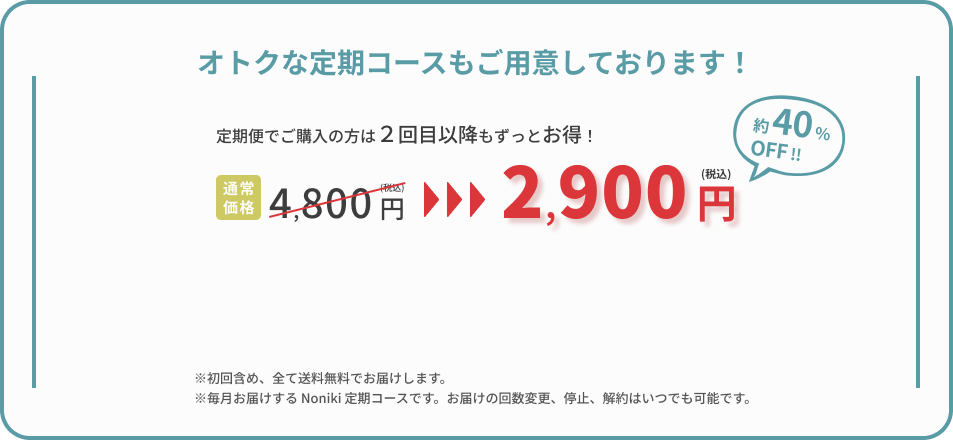 オトクな定期コースもご用意しております！
定期便でご購入の方は２回目以降もずっとお得！
約40%
OFF!!
通常
価格
4,800円(税込)
2,900円(税込)
※初回含め、全て送料無料でお届けします。
※毎月お届けする Noniki 定期コースです。お届けの回数変更、停止、解約はいつでも可能です。